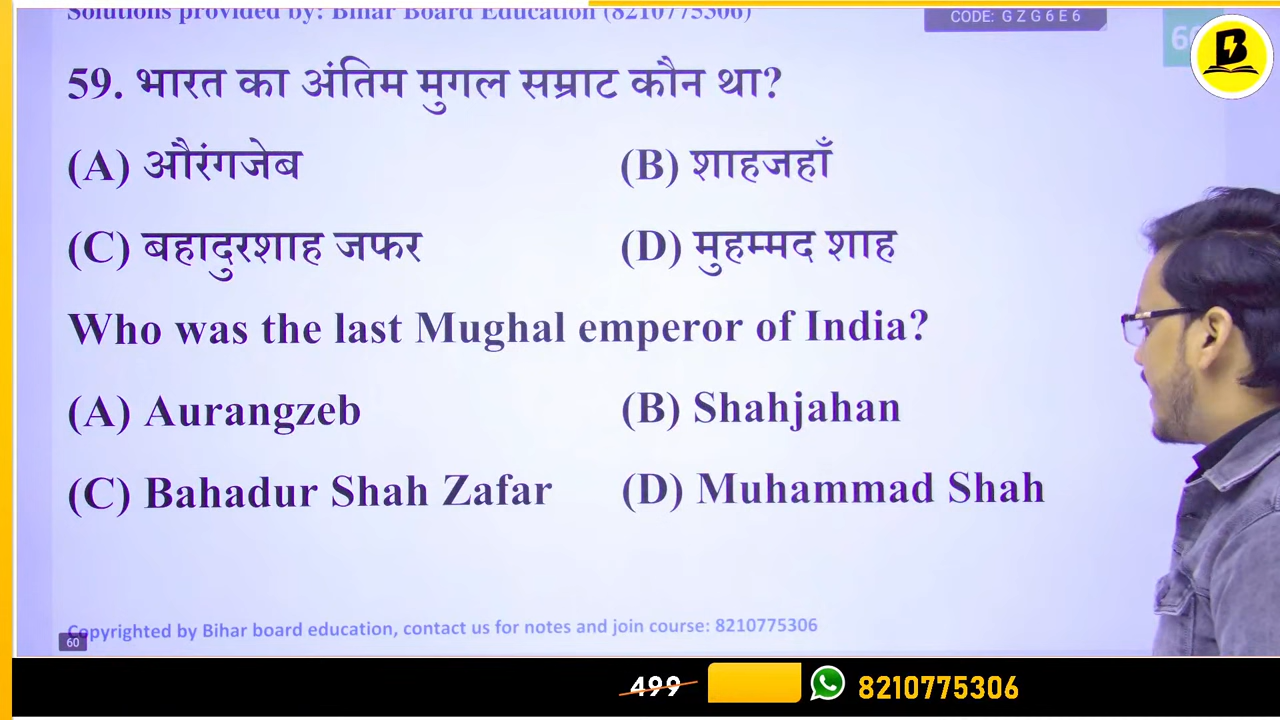 Solutions provided by: Bihar Board Education (8210775306)
CODE: G Z G 6 E 6
59. भारत का अंतिम मुगल सम्राट कौन था?
(A) औरंगजेब (B) शाहजहाँ
(C) बहादुरशाह जफर (D) मुहम्मद शाह
Who was the last Mughal emperor of India?
(A) Aurangzeb (B) Shahjahan
(C) Bahadur Shah Zafar (D) Muhammad Shah
Copyrighted by Bihar board education, contact us for notes and join course: 8210775306
60
499 8210775306